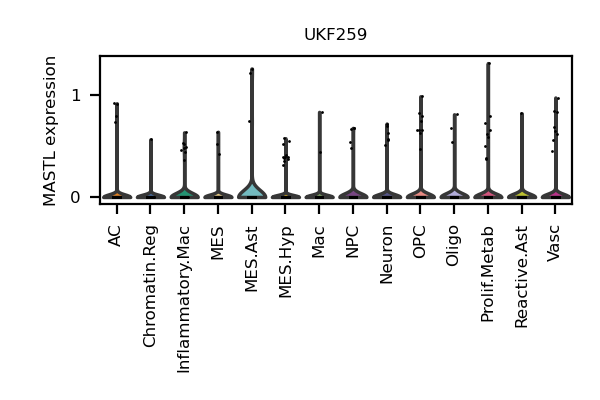 UKF259
MASTL expression
1
0
AC
Chromatin.Reg
Inflammatory.Mac
MES
MES.Ast
MES.Hyp
Mac
NPC
Neuron
OPC
Oligo
Prolif.Metab
Reactive.Ast
Vasc